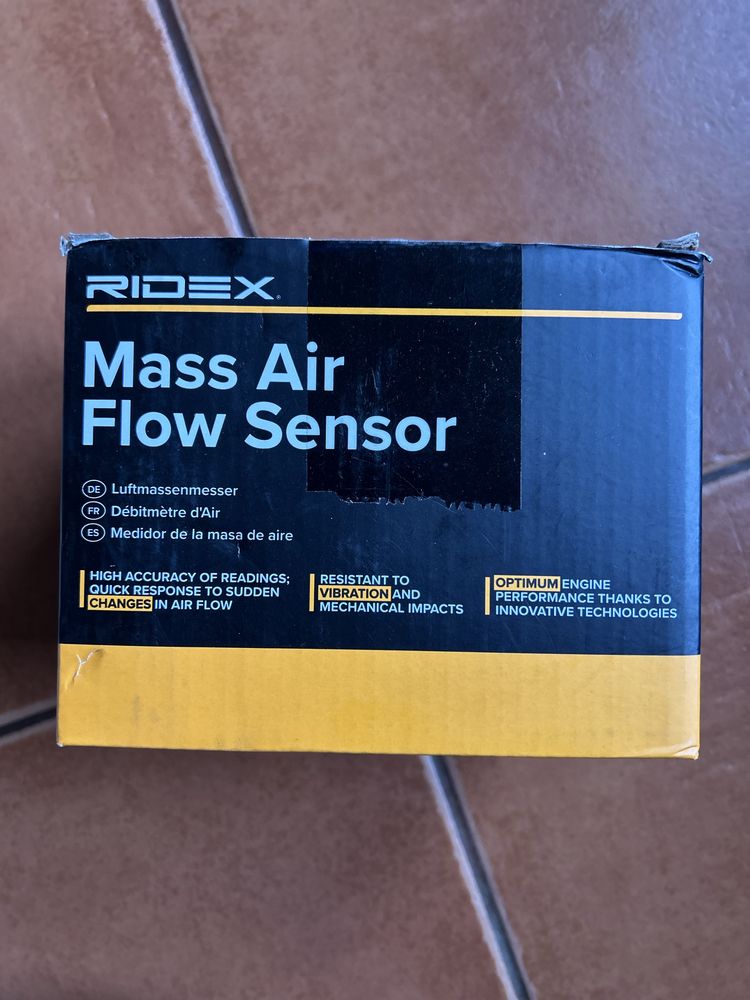 RIDEX
Mass Air
Flow Sensor
DE Luftmassenmesser
FR Débitmètre d'Air
ES Medidor de la masa de aire
HIGH ACCURACY OF READINGS;
QUICK RESPONSE TO SUDDEN
CHANGES IN AIR FLOW
RESISTANT TO
VIBRATION AND
MECHANICAL IMPACTS
OPTIMUM ENGINE
PERFORMANCE THANKS TO
INNOVATIVE TECHNOLOGIES